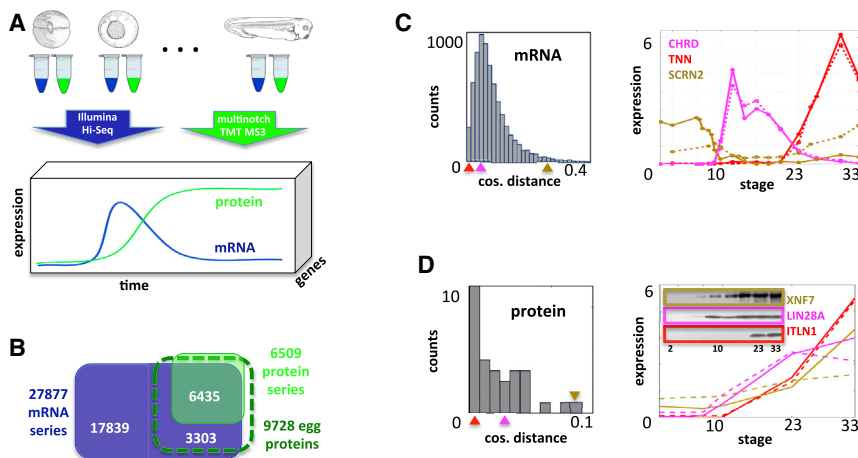 A
Illumina
Hi-Seq
multinotch
TMT MS3
expression
protein
mRNA
time
genes
B
27877
mRNA
series
17839
6435
3303
6509
protein
series
9728 egg
proteins
C
1000
counts
0
mRNA
cos. distance
0.4
6
expression
0
CHRD
TNN
SCRN2
10
23
33
stage
D
10
counts
0
protein
cos. distance
0.1
6
expression
0
XNF7
LIN28A
ITLN1
2
10
23
33
10
23
33
stage